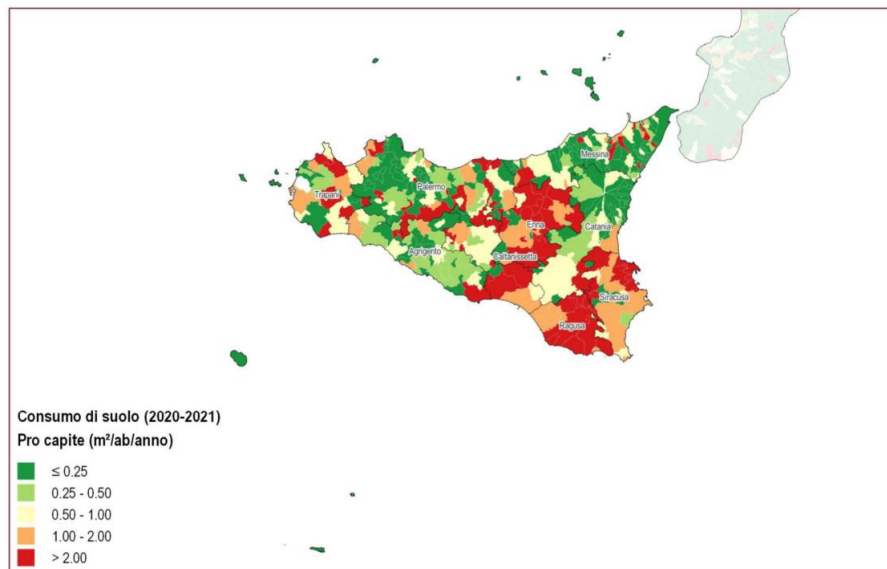 Messina
Palermo
Trapani
Enna
Catania
Agrigento
Caltanissetta
Siracusa
Ragusa
Consumo di suolo (2020-2021)
Pro capite (m²/ab/anno)
≤ 0.25
0.25 - 0.50
0.50 - 1.00
1.00 - 2.00
> 2.00